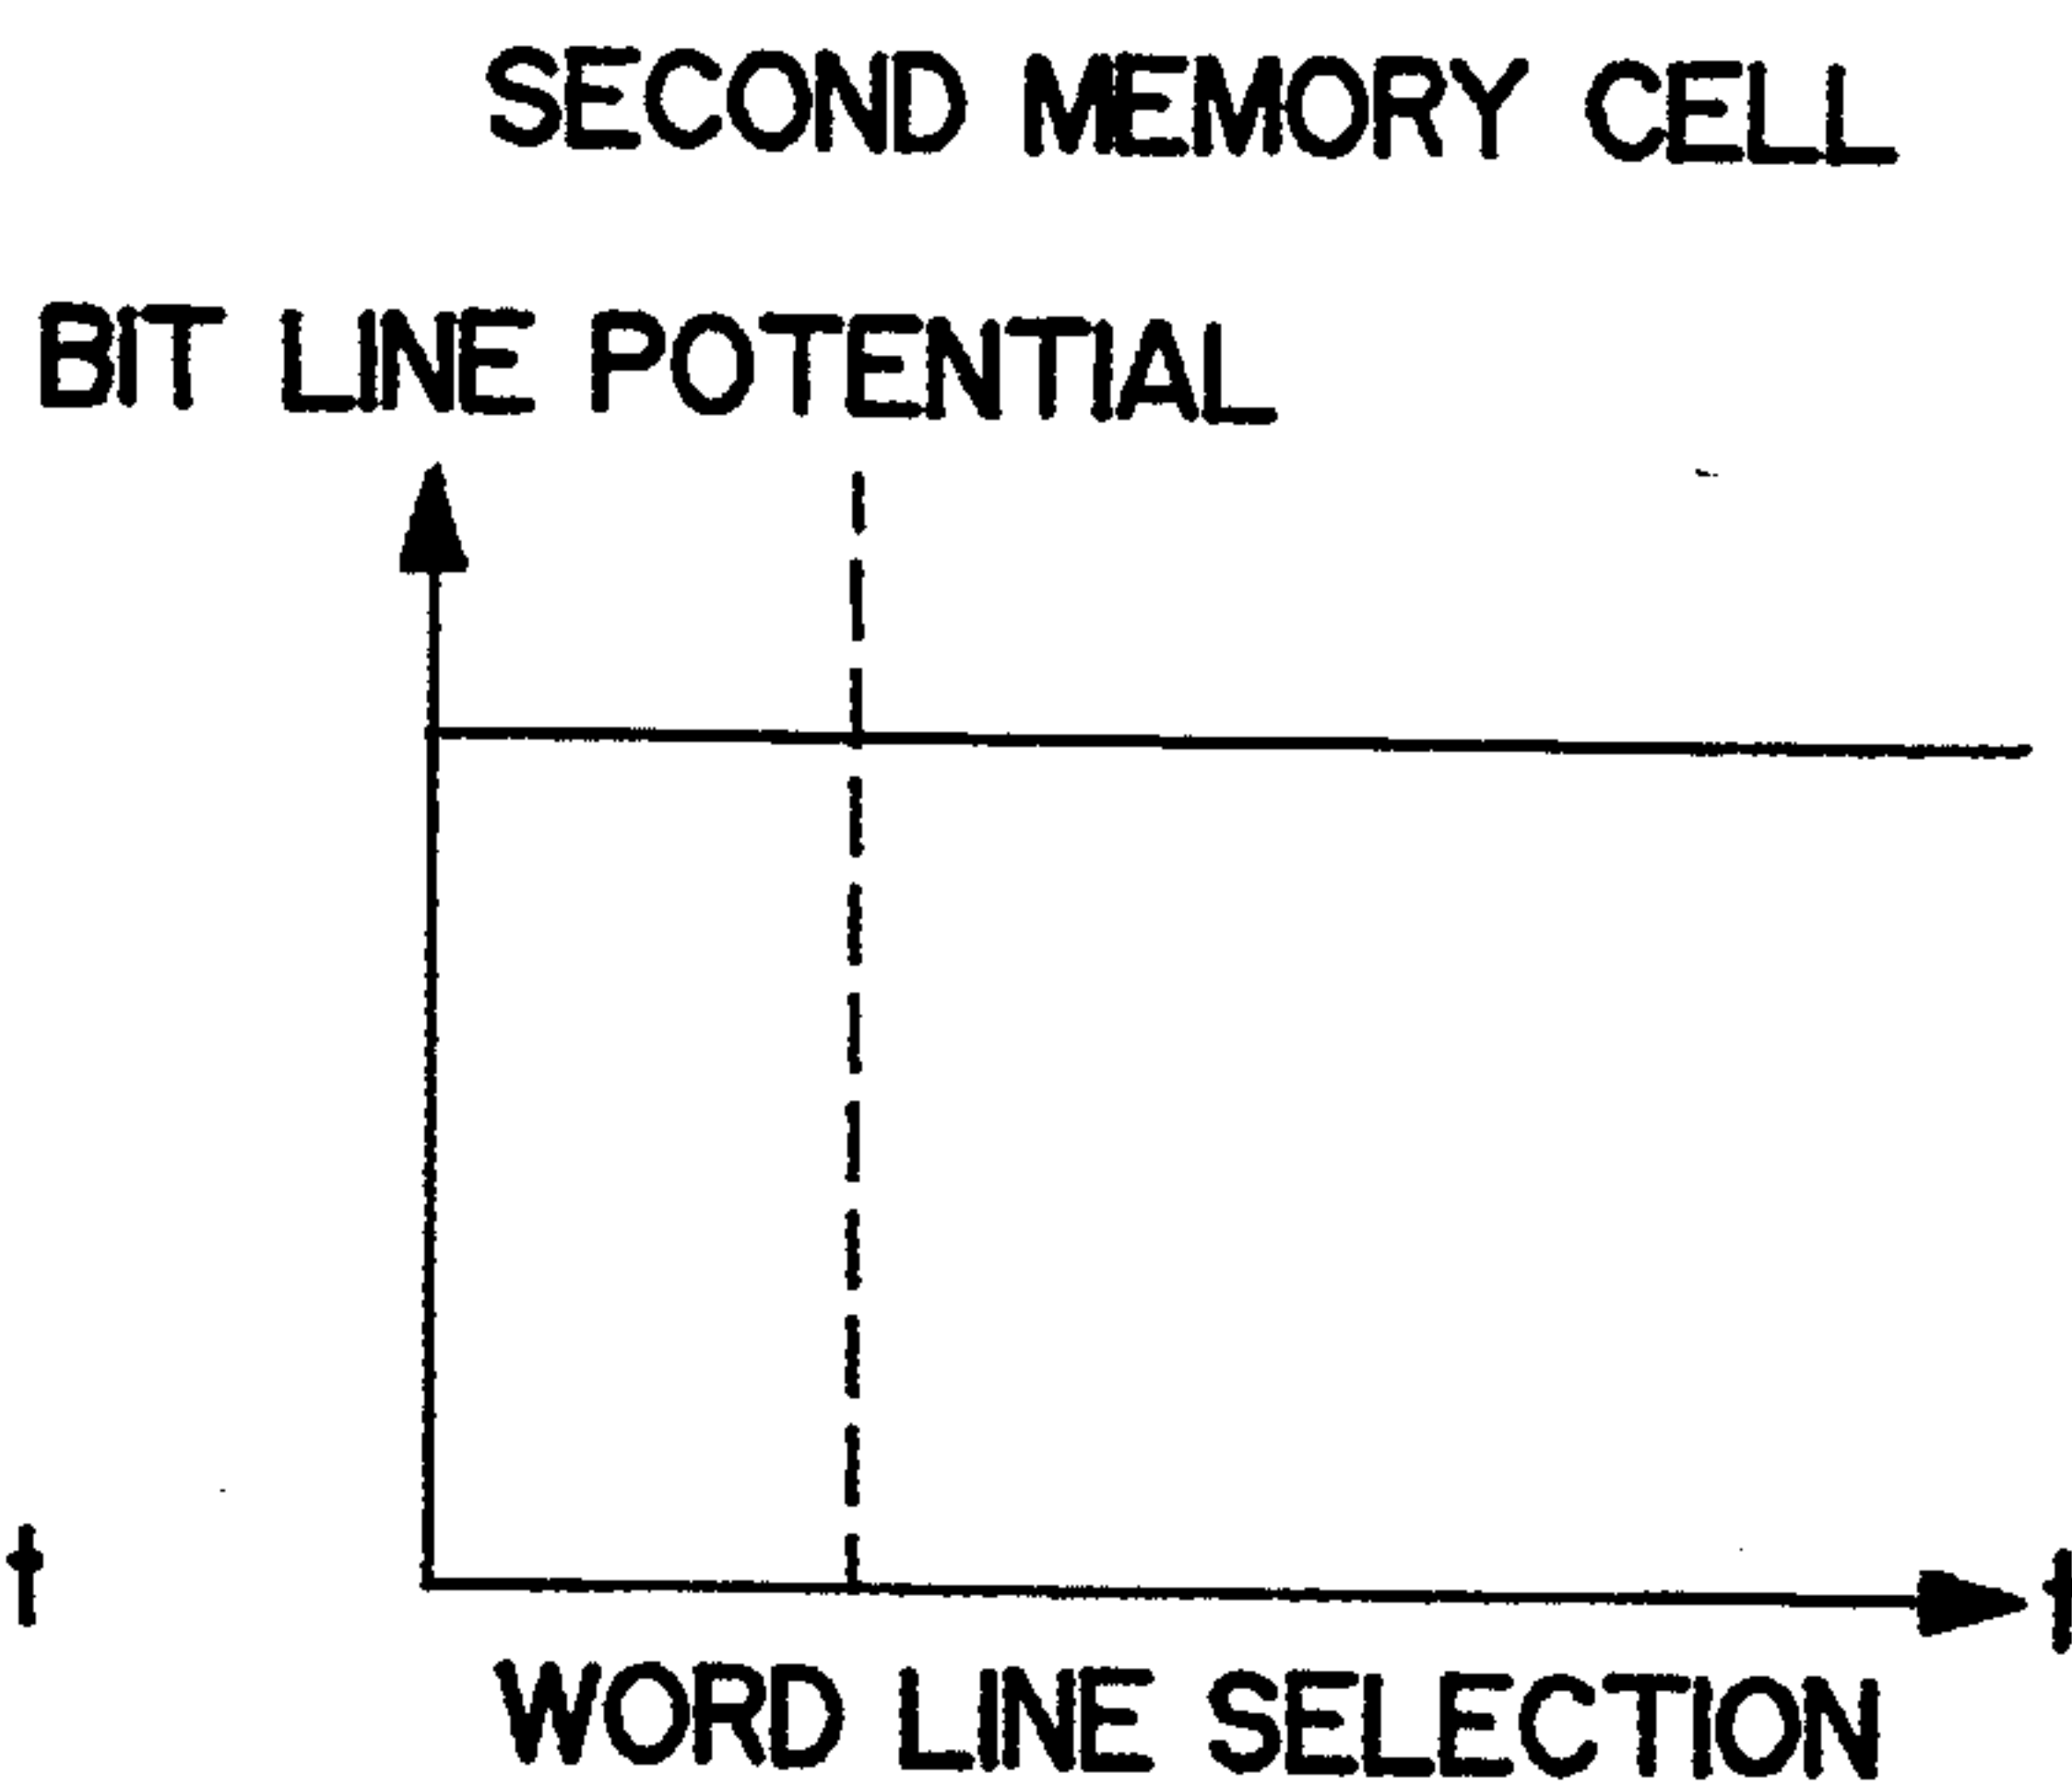 SECOND MEMORY CELL
BIT LINE POTENTIAL
t
t
WORD LINE SELECTION